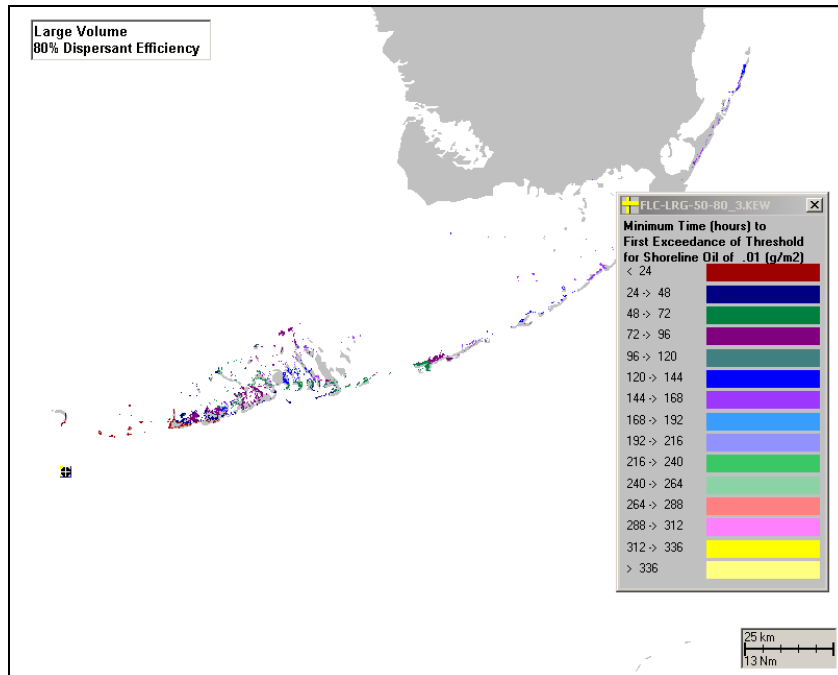 Large Volume
80% Dispersant Efficiency
FLC-LRG-50-80_3.KEW
Minimum Time (hours) to
First Exceedance of Threshold
for Shoreline Oil of .01 (g/m2)
< 24
24 -> 48
48 -> 72
72 -> 96
96 -> 120
120 -> 144
144 -> 168
168 -> 192
192 -> 216
216 -> 240
240 -> 264
264 -> 288
288 -> 312
312 -> 336
> 336
25 km
13 Nm